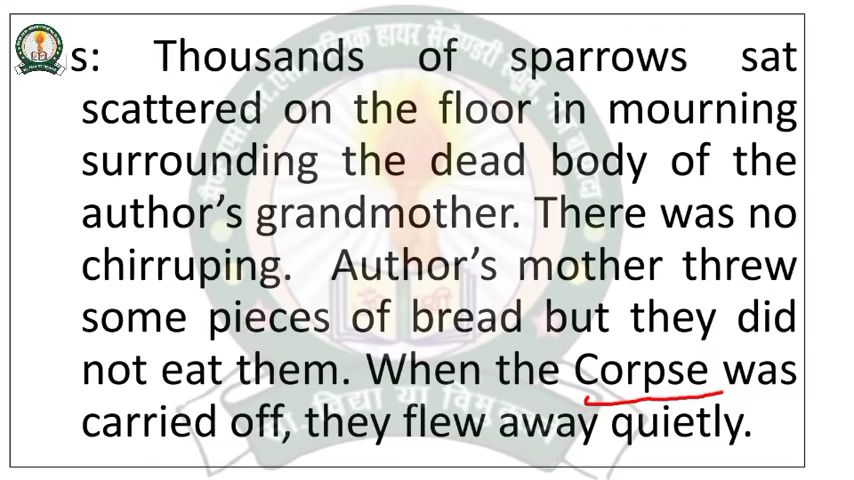 s: Thousands of sparrows sat
scattered on the floor in mourning
surrounding the dead body of the
author's grandmother. There was no
chirruping. Author's mother threw
some pieces of bread but they did
not eat them. When the Corpse was
carried off, they flew away quietly.